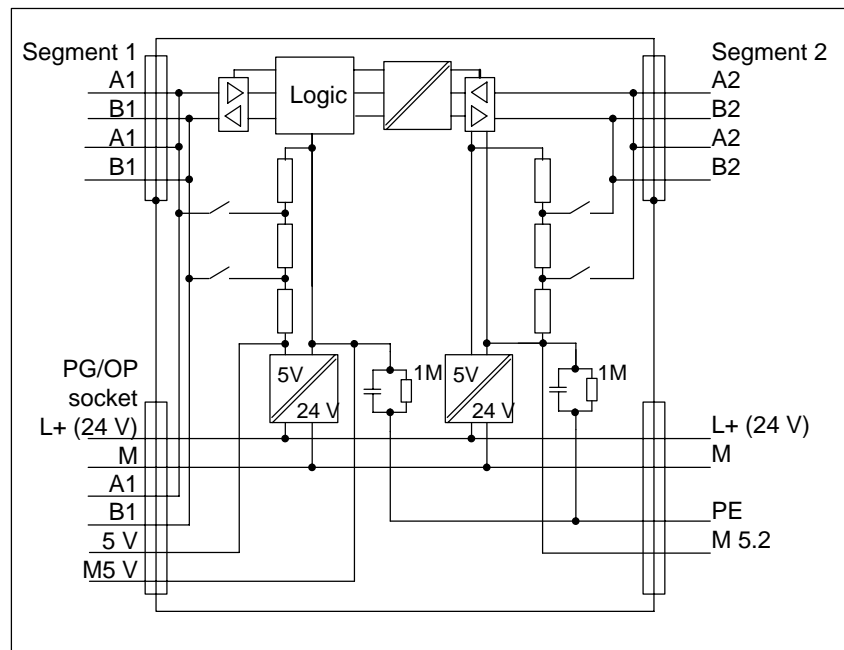 Segment 1
Segment 2
A1
A2
B1
Logic
B2
A1
A2
B1
B2
PG/OP
socket
5V
24 V
1M
5V
24 V
1M
L+ (24 V)
L+ (24 V)
M
M
A1
B1
PE
5 V
M 5.2
M5 V